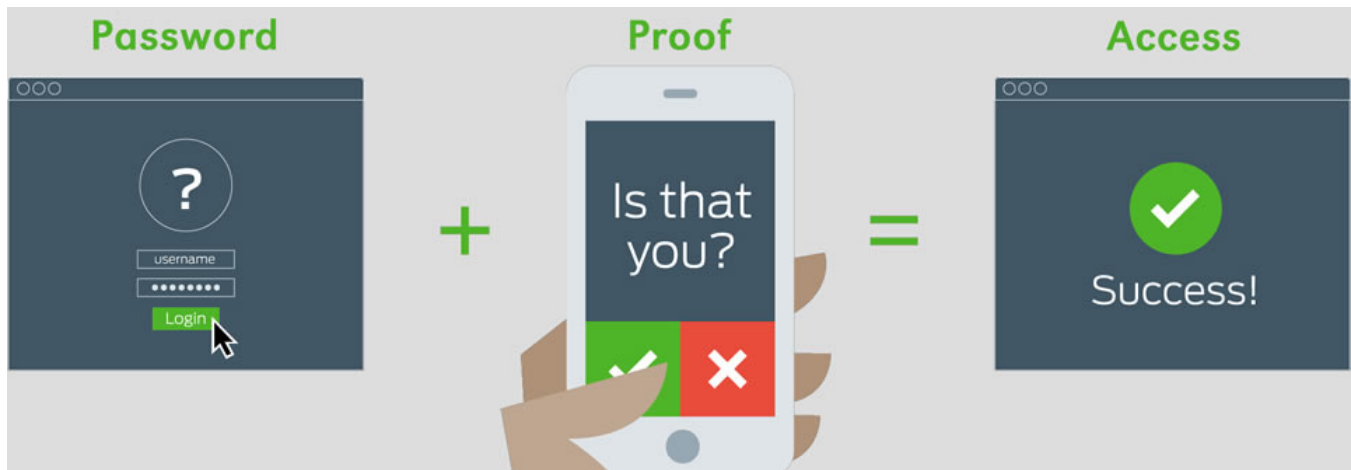 Password
?
username
Login
+
Proof
Is that
you?
=
Access
Success!